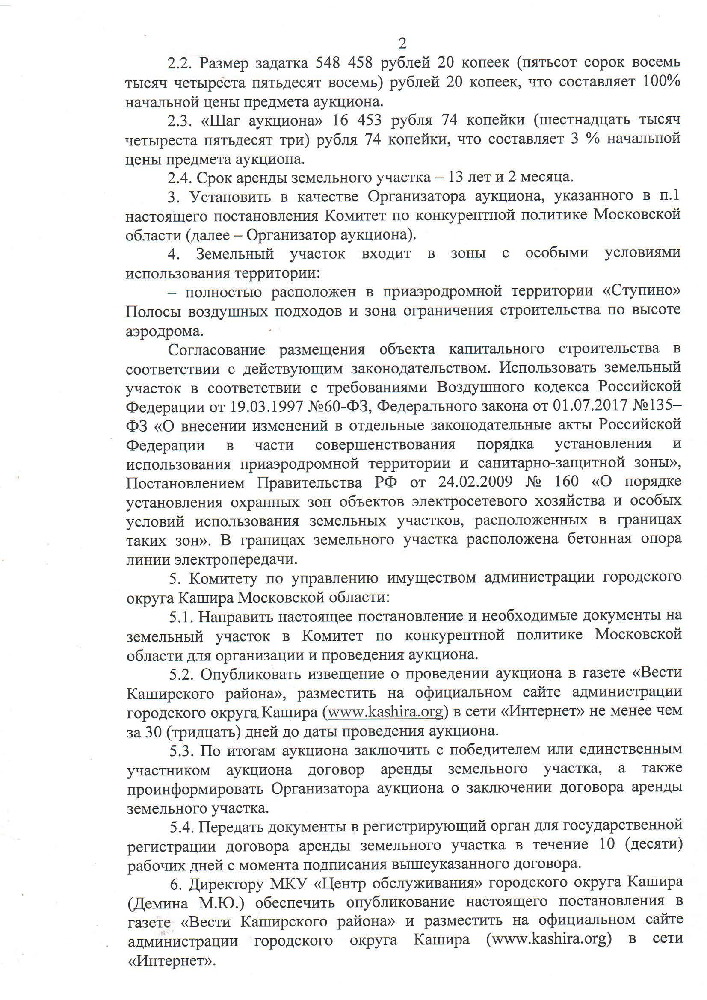 2
2.2. Размер задатка 548 458 рублей 20 копеек (пятьсот сорок восемь
тысяч четыреста пятьдесят восемь) рублей 20 копеек, что составляет 100%
начальной цены предмета аукциона.
2.3. «Шаг аукциона» 16 453 рубля 74 копейки (шестнадцать тысяч
четыреста пятьдесят три) рубля 74 копейки, что составляет 3 % начальной
цены предмета аукциона.
2.4. Срок аренды земельного участка – 13 лет и 2 месяца.
3. Установить в качестве Организатора аукциона, указанного в п.1
настоящего постановления Комитет по конкурентной политике Московской
области (далее – Организатор аукциона).
4. Земельный участок входит в зоны с особыми условиями
использования территории:
– полностью расположен в приаэродромной территории «Ступино»
Полосы воздушных подходов и зона ограничения строительства по высоте
аэродрома.
Согласование размещения объекта капитального строительства в
соответствии с действующим законодательством. Использовать земельный
участок в соответствии с требованиями Воздушного кодекса Российской
Федерации от 19.03.1997 №60-ФЗ, Федерального закона от 01.07.2017 №135–
ФЗ «О внесении изменений в отдельные законодательные акты Российской
Федерации в части совершенствования порядка установления и
использования приаэродромной территории и санитарно-защитной зоны»,
Постановлением Правительства РФ от 24.02.2009 № 160 «О порядке
установления охранных зон объектов электросетевого хозяйства и особых
условий использования земельных участков, расположенных в границах
таких зон». В границах земельного участка расположена бетонная опора
линии электропередачи.
5. Комитету по управлению имуществом администрации городского
округа Кашира Московской области:
5.1. Направить настоящее постановление и необходимые документы на
земельный участок в Комитет по конкурентной политике Московской
области для организации и проведения аукциона.
5.2. Опубликовать извещение о проведении аукциона в газете «Вести
Каширского района», разместить на официальном сайте администрации
городского округа Кашира (www.kashira.org) в сети «Интернет» не менее чем
за 30 (тридцать) дней до даты проведения аукциона.
5.3. По итогам аукциона заключить с победителем или единственным
участником аукциона договор аренды земельного участка, а также
проинформировать Организатора аукциона о заключении договора аренды
земельного участка.
5.4. Передать документы в регистрирующий орган для государственной
регистрации договора аренды земельного участка в течение 10 (десяти)
рабочих дней с момента подписания вышеуказанного договора.
6. Директору МКУ «Центр обслуживания» городского округа Кашира
(Демина М.Ю.) обеспечить опубликование настоящего постановления в
газете «Вести Каширского района» и разместить на официальном сайте
администрации городского округа Кашира (www.kashira.org) в сети
«Интернет».